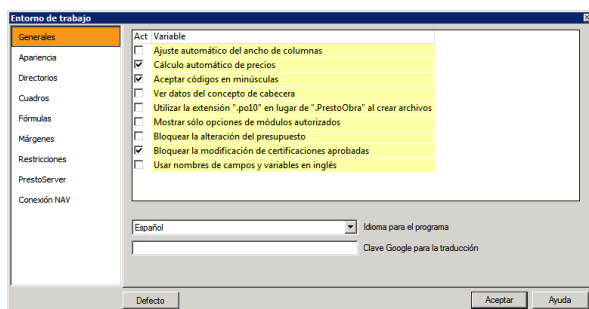 Entorno de trabajo
Generales
Apariencia
Directorios
Cuadros
Fórmulas
Márgenes
Restricciones
PrestoServer
Conexión NAV
Act Variable
Ajuste automático del ancho de columnas
Cálculo automático de precios
Aceptar códigos en minúsculas
Ver datos del concepto de cabecera
Utilizar la extensión ".po10" en lugar de ".PrestoObra" al crear archivos
Mostrar sólo opciones de módulos autorizados
Bloquear la alteración del presupuesto
Bloquear la modificación de certificaciones aprobadas
Usar nombres de campos y variables en inglés
Español Idioma para el programa
Clave Google para la traducción
Defecto Aceptar Ayuda